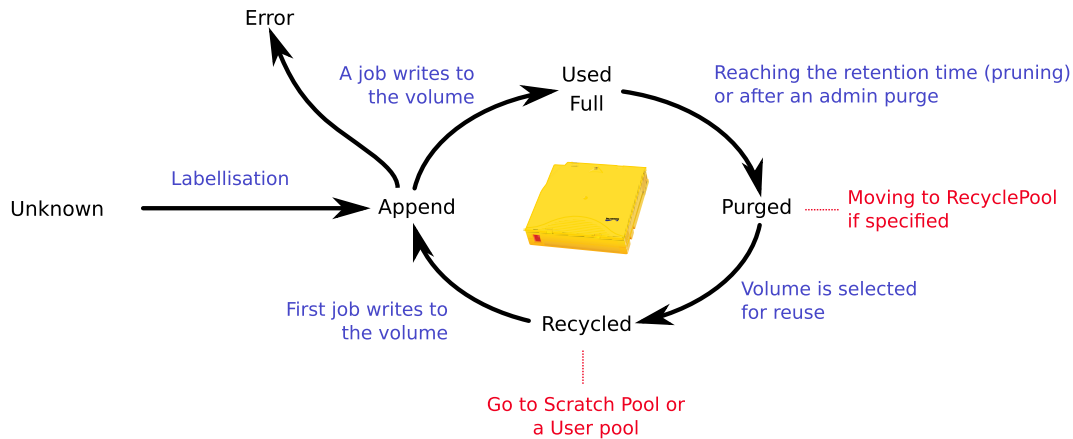 Error
A job writes to
the volume
Used
Full
Reaching the retention time (pruning)
or after an admin purge
Labellisation
Unknown
Append
Purged
Moving to RecyclePool
if specified
First job writes to
the volume
Recycled
Volume is selected
for reuse
Go to Scratch Pool or
a User pool